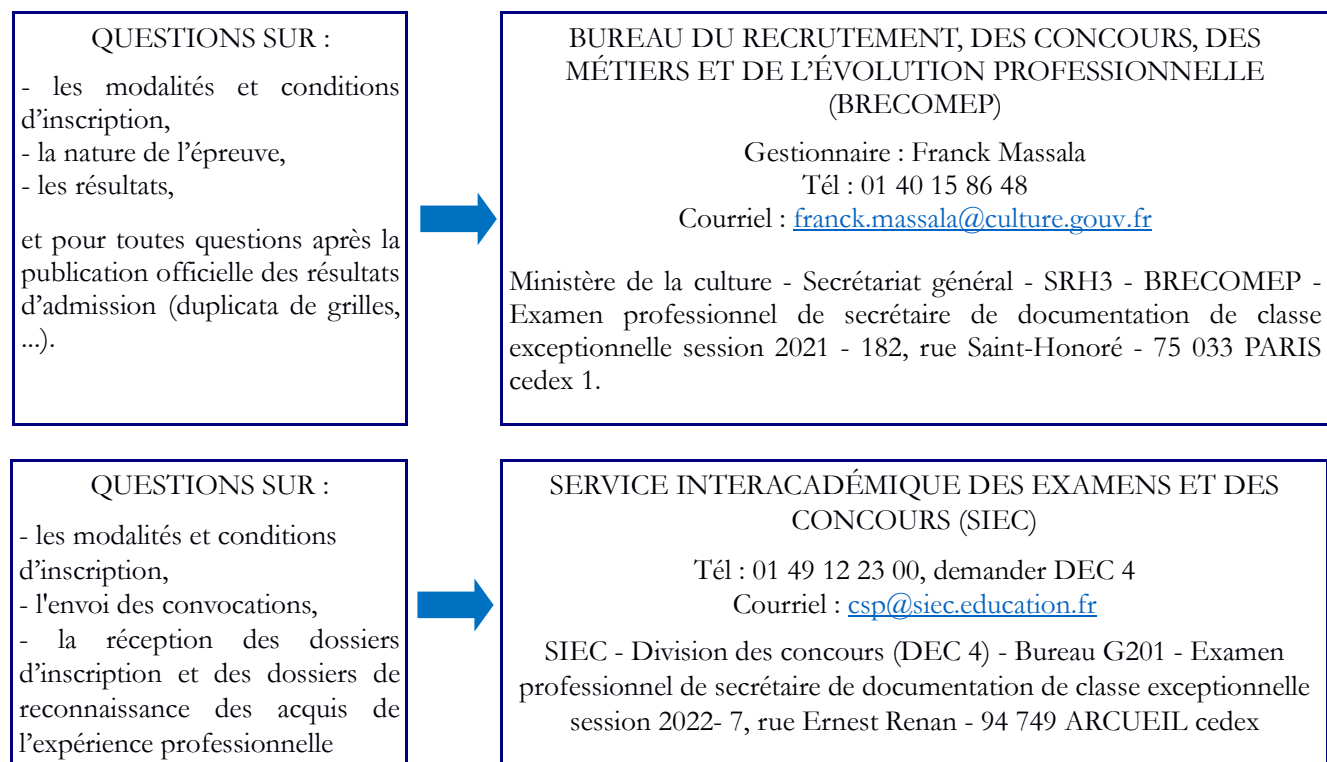 QUESTIONS SUR :
- les modalités et conditions
d’inscription,
- la nature de l’épreuve,
- les résultats,
et pour toutes questions après la
publication officielle des résultats
d’admission (duplicata de grilles,
...).
BUREAU DU RECRUTEMENT, DES CONCOURS, DES
MÉTIERS ET DE L’ÉVOLUTION PROFESSIONNELLE
(BRECOMEP)
Gestionnaire : Franck Massala
Tél : 01 40 15 86 48
Courriel : franck.massala@culture.gouv.fr
Ministère de la culture - Secrétariat général - SRH3 - BRECOMEP -
Examen professionnel de secrétaire de documentation de classe
exceptionnelle session 2021 - 182, rue Saint-Honoré - 75 033 PARIS
cedex 1.
QUESTIONS SUR :
- les modalités et conditions
d’inscription,
- l'envoi des convocations,
- la réception des dossiers
d’inscription et des dossiers de
reconnaissance des acquis de
l’expérience professionnelle
SERVICE INTERACADÉMIQUE DES EXAMENS ET DES
CONCOURS (SIEC)
Tél : 01 49 12 23 00, demander DEC 4
Courriel : csp@siec.education.fr
SIEC - Division des concours (DEC 4) - Bureau G201 - Examen
professionnel de secrétaire de documentation de classe exceptionnelle
session 2022- 7, rue Ernest Renan - 94 749 ARCUEIL cedex